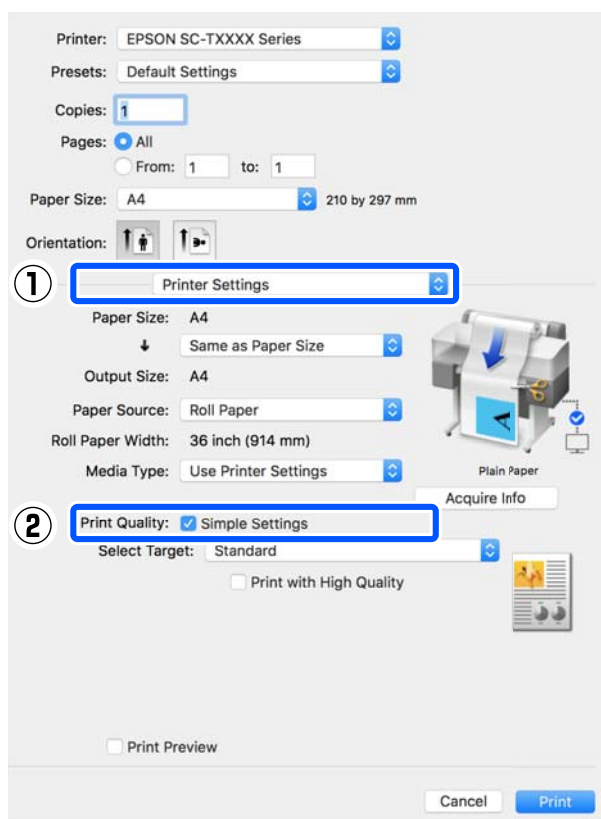 Printer: EPSON SC-TXXXX Series
Presets: Default Settings
Copies: 1
Pages: All
From: 1 to: 1
Paper Size: A4 210 by 297 mm
Orientation:
1 Printer Settings
Paper Size: A4
Same as Paper Size
Output Size: A4
Paper Source: Roll Paper
Roll Paper Width: 36 inch (914 mm)
Media Type: Use Printer Settings
A
Plain Paper
Acquire Info
2 Print Quality: Simple Settings
Select Target: Standard
Print with High Quality
Print Preview
Cancel Print